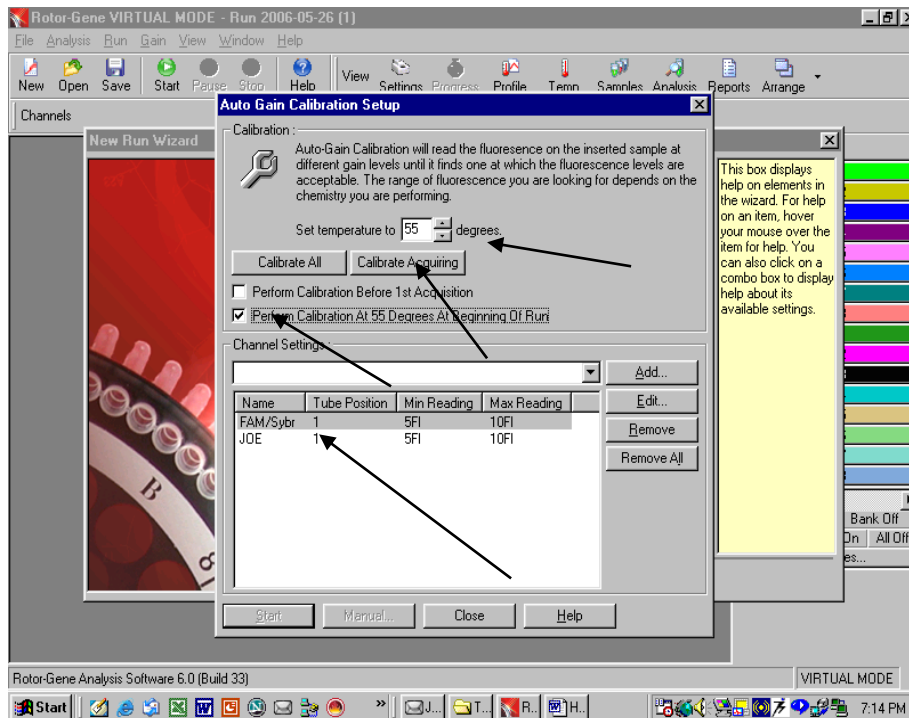 Rotor-Gene VIRTUAL MODE - Run 2006-05-26 (1)
File Analysis Run Gain View Window Help
New Open Save Start Pause Stop Help View Settings Progress Profile Temp Samples Analysis Reports Arrange
Channels
New Run Wizard
Auto Gain Calibration Setup
Calibration :
Auto-Gain Calibration will read the fluoresence on the inserted sample at
different gain levels until it finds one at which the fluorescence levels are
acceptable. The range of fluorescence you are looking for depends on the
chemistry you are performing.
Set temperature to 55 degrees.
Calibrate All Calibrate Acquiring
Perform Calibration Before 1st Acquisition
Perform Calibration At 55 Degrees At Beginning Of Run
Channel Settings :
Add...
Name Tube Position Min Reading Max Reading
Edit...
FAM/Sybr 1 5Fl 10Fl
Remove
JOE 1 5Fl 10Fl
Remove All
Start Manual... Close Help
This box displays
help on elements in
the wizard. For help
on an item, hover
your mouse over the
item for help. You
can also click on a
combo box to display
help about its
available settings.
Bank Off
On All Off
es...
Rotor-Gene Analysis Software 6.0 (Build 33)
VIRTUAL MODE
Start » J... T... R.. H.. 7:14 PM